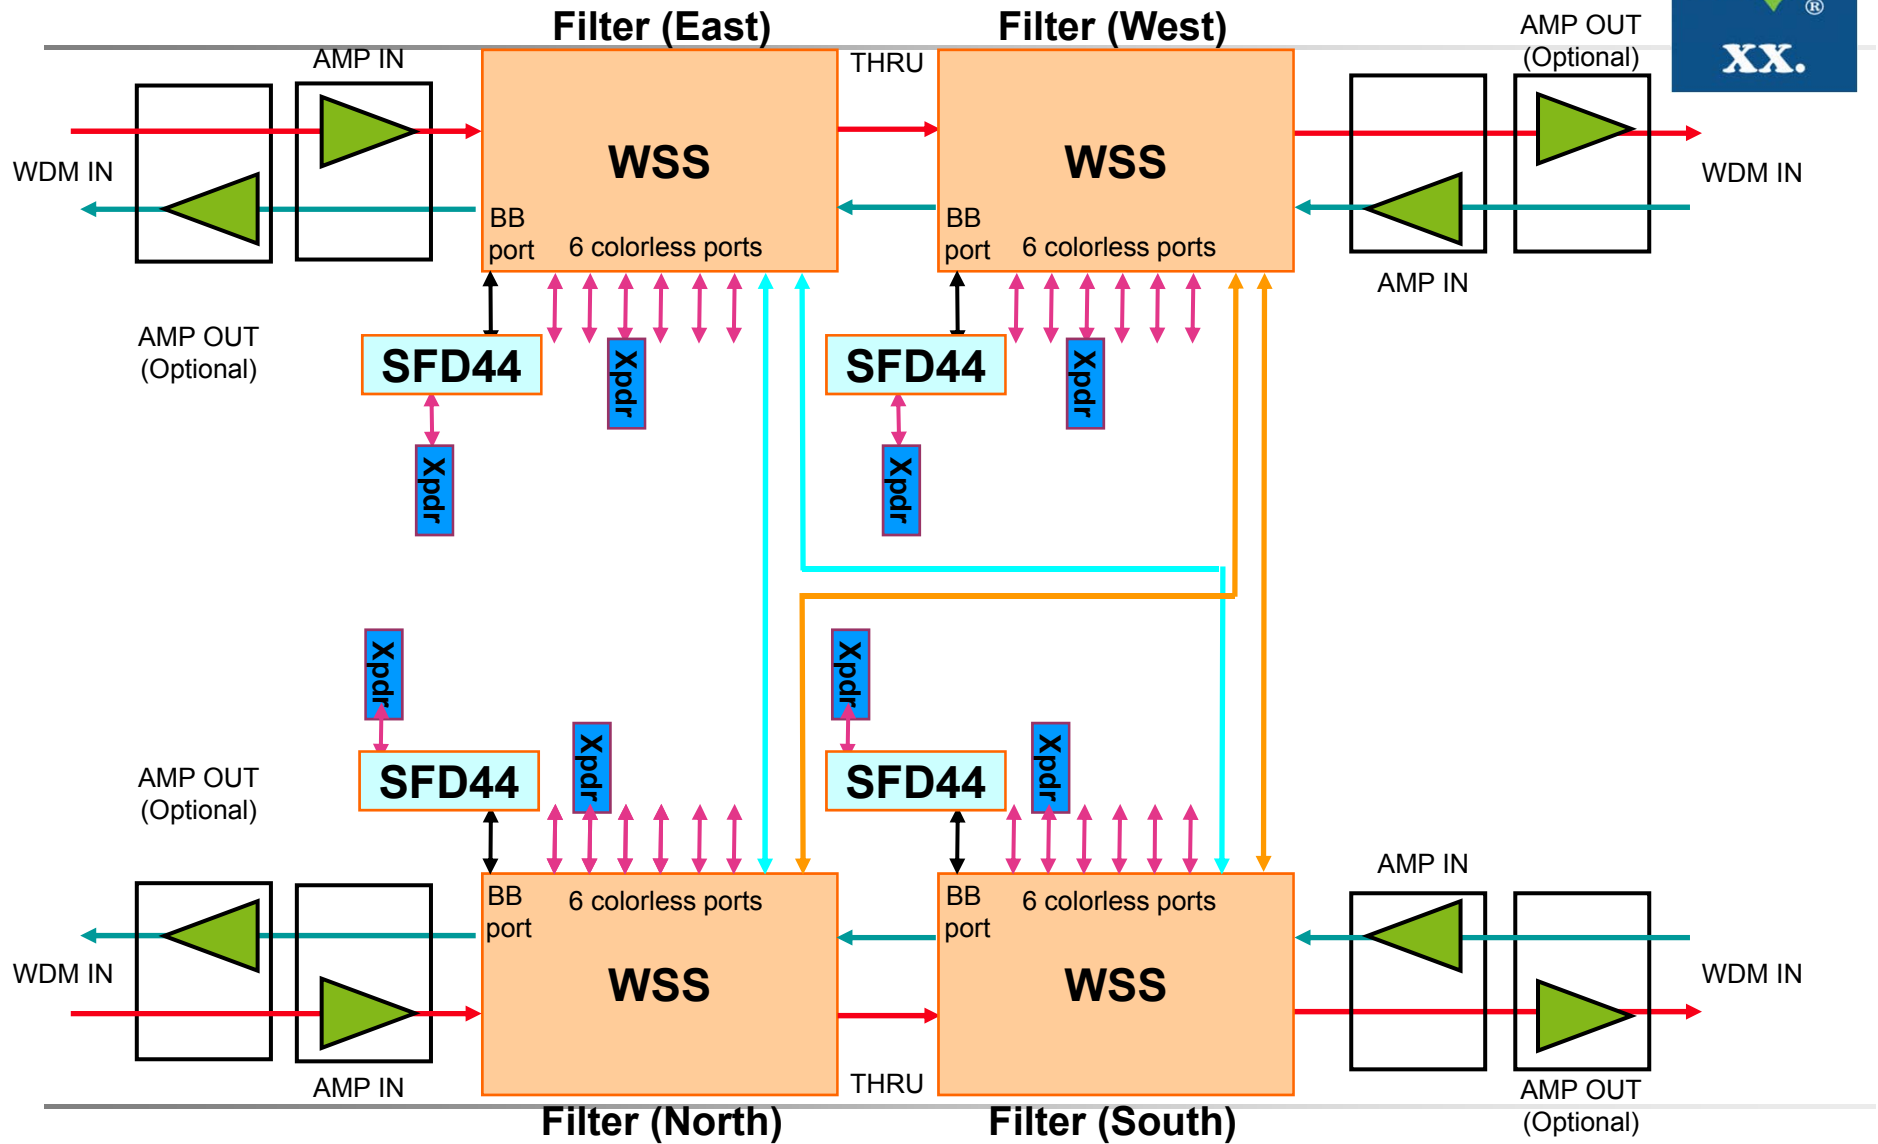 Filter (East)
Filter (West)
AMP OUT
(Optional)
®
xx.
AMP IN
THRU
WDM IN
WSS
WSS
WDM IN
BB
port
6 colorless ports
BB
port
6 colorless ports
AMP IN
AMP OUT
(Optional)
SFD44
Xpdr
SFD44
Xpdr
Xpdr
Xpdr
Xpdr
Xpdr
Xpdr
Xpdr
AMP OUT
(Optional)
SFD44
SFD44
AMP IN
BB
port
6 colorless ports
BB
port
6 colorless ports
WDM IN
WSS
WSS
WDM IN
AMP IN
THRU
AMP OUT
(Optional)
Filter (North)
Filter (South)